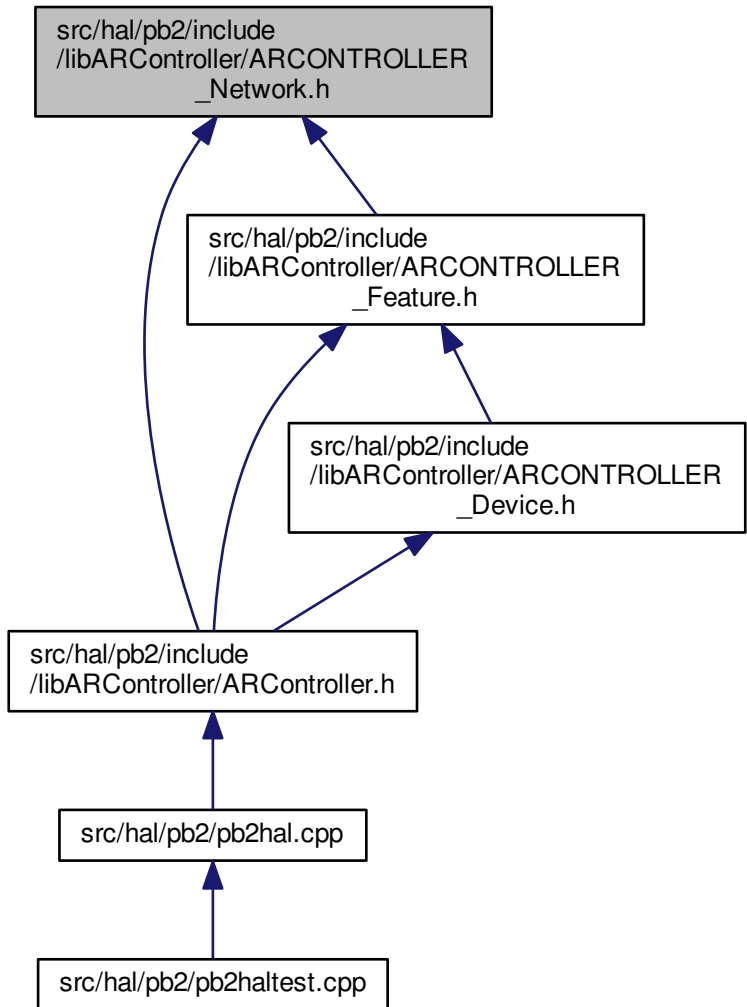 src/hal/pb2/include
/libARController/ARCONTROLLER
_Network.h
src/hal/pb2/include
/libARController/ARCONTROLLER
_Feature.h
src/hal/pb2/include
/libARController/ARCONTROLLER
_Device.h
src/hal/pb2/include
/libARController/ARController.h
src/hal/pb2/pb2hal.cpp
src/hal/pb2/pb2haltest.cpp